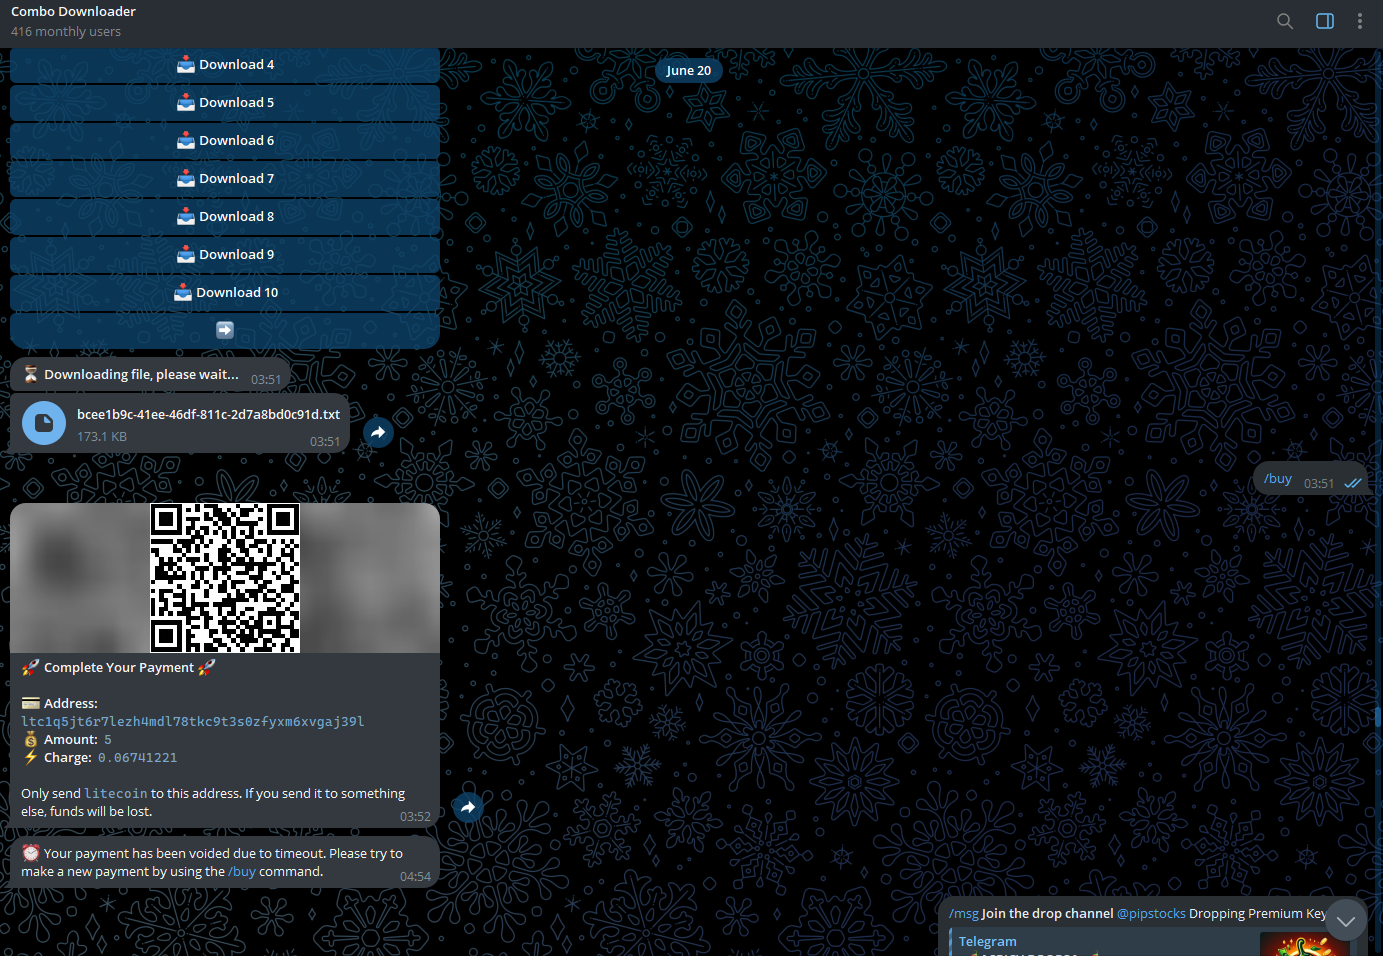 Combo Downloader
416 monthly users
June 20
Download 4
Download 5
Download 6
Download 7
Download 8
Download 9
Download 10
Downloading file, please wait... 03:51
bcee1b9c-41ee-46df-811c-2d7a8bd0c91d.txt
173.1 KB 03:51
/buy 03:51
🚀 Complete Your Payment 🚀
Address:
ltc1q5jt6r7lezh4mdl78tkc9t3s0zfyxm6xvgaj39l
Amount: 5
Charge: 0.06741221
Only send litecoin to this address. If you send it to something
else, funds will be lost. 03:52
Your payment has been voided due to timeout. Please try to
make a new payment by using the /buy command. 04:54
/msg Join the drop channel @pipstocks Dropping Premium Key
Telegram